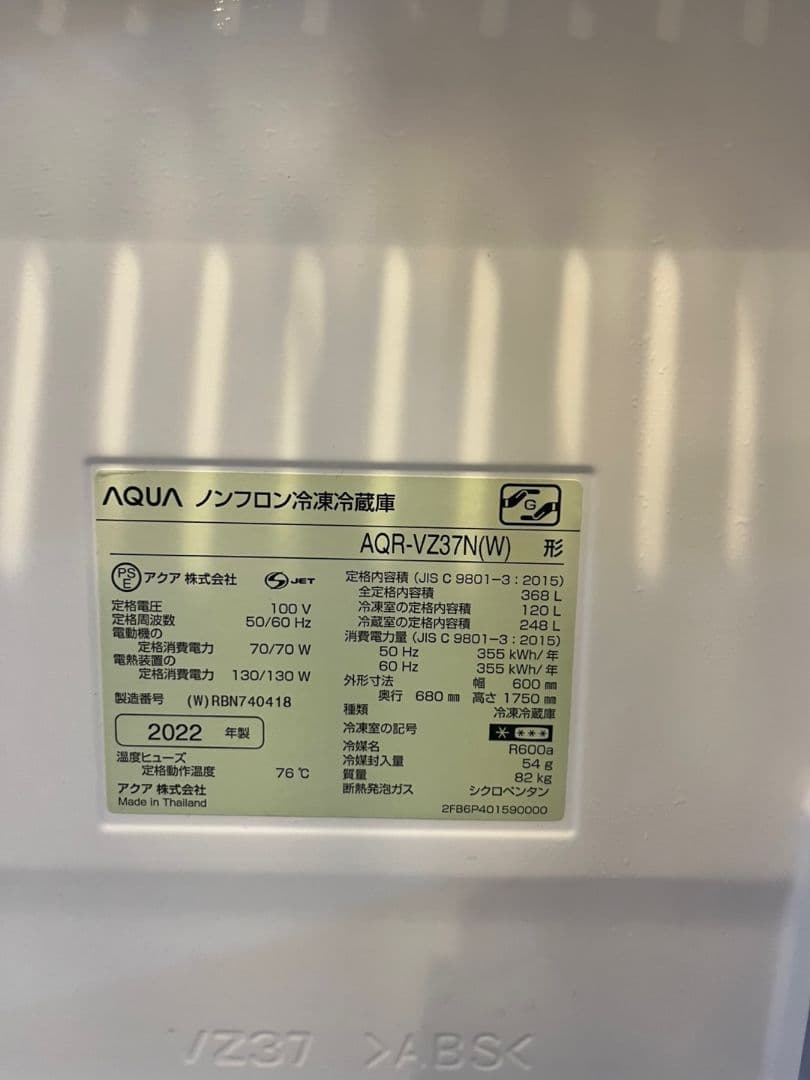 AQUA ノンフロン冷凍冷蔵庫
G
AQR-VZ37N(W) 形
PSE アクア 株式会社 S JET
定格電圧 100 V
定格周波数 50/60 Hz
電動機の
定格消費電力 70/70 W
電熱装置の
定格消費電力 130/130 W
製造番号 (W)RBN740418
2022 年製
温度ヒューズ
定格動作温度 76 ℃
アクア 株式会社
Made in Thailand
定格内容積 (JIS C 9801-3：2015)
全定格内容積 368 L
冷凍室の定格内容積 120 L
冷蔵室の定格内容積 248 L
消費電力量 (JIS C 9801-3：2015)
50 Hz 355 kWh/年
60 Hz 355 kWh/年
外形寸法 幅 600 ㎜
奥行 680 ㎜ 高さ 1750 ㎜
種類 冷凍冷蔵庫
冷凍室の記号 * ***
冷媒名 R600a
冷媒封入量 54 g
質量 82 kg
断熱発泡ガス シクロペンタン
2FB6P401590000
VZ37 >ABS<